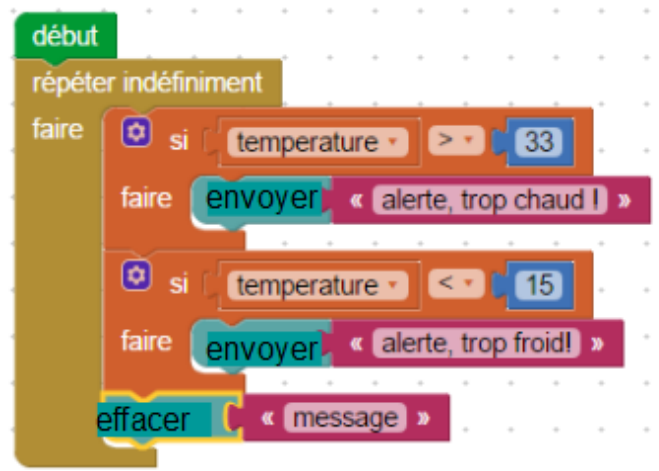 début
répéter indéfiniment
faire si temperature > 33
faire envoyer « alerte, trop chaud ! »
si temperature < 15
faire envoyer « alerte, trop froid! »
effacer « message »